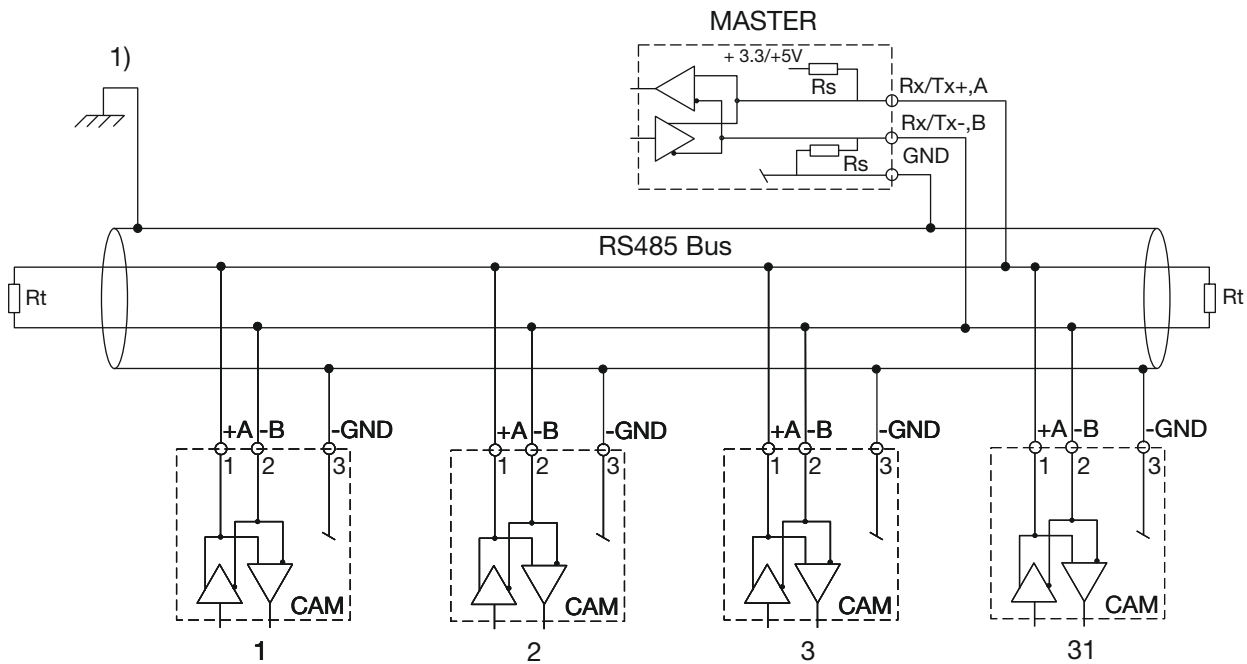 MASTER
1)
+ 3.3/+5V
Rs
Rx/Tx+,A
Rx/Tx-,B
Rs
GND
RS485 Bus
Rt
Rt
+A -B -GND
1 2 3
CAM
1
+A -B -GND
1 2 3
CAM
2
+A -B -GND
1 2 3
CAM
3
+A -B -GND
1 2 3
CAM
31